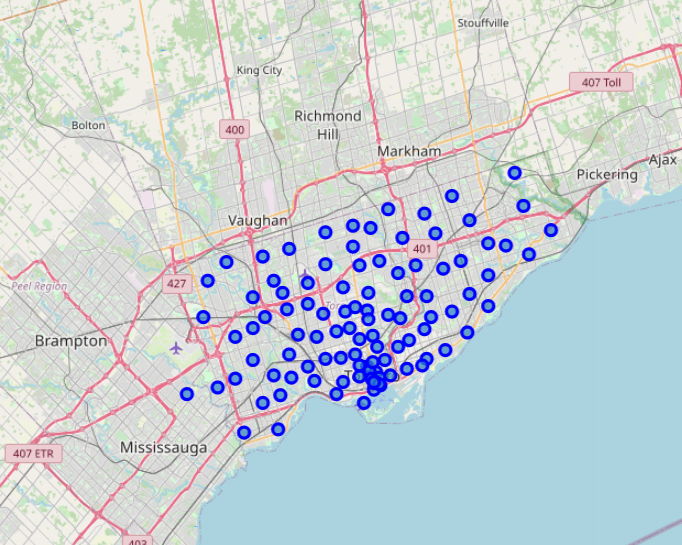 Stouffville
King City
407 Toll
Richmond
Hill
Bolton
400
Markham
Pickering
Ajax
Vaughan
401
427
Peel Region
Brampton
Mississauga
407 ETR
403